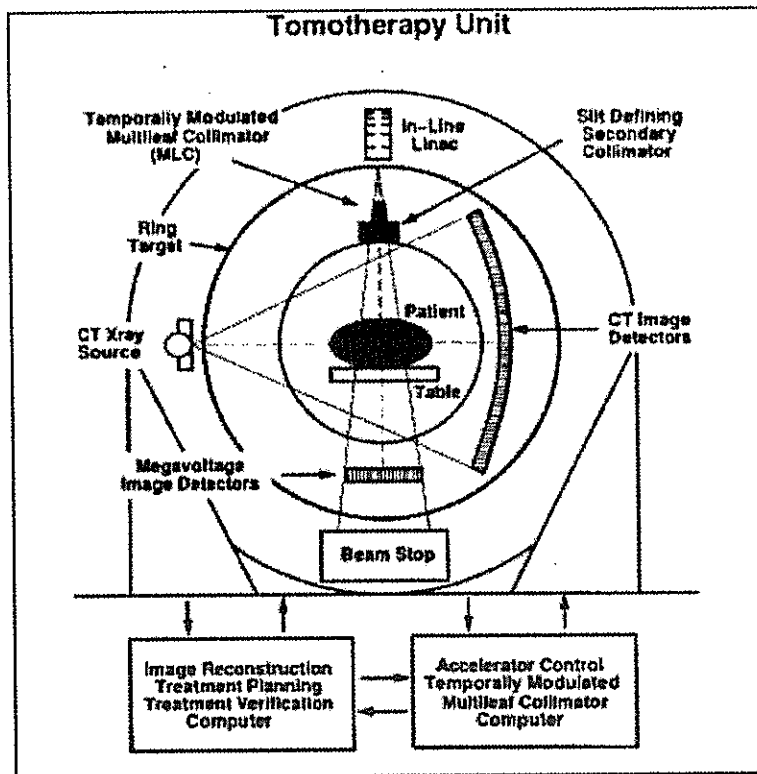 Tomotherapy Unit
Temporally Modulated
Multileaf Collimator
(MLC)
In-Line
Linac
Slit Defining
Secondary
Collimator
Ring
Target
CT Xray
Source
Patient
Table
CT Image
Detectors
Megavoltage
Image Detectors
Beam Stop
Image Reconstruction
Treatment Planning
Treatment Verification
Computer
Accelerator Control
Temporally Modulated
Multileaf Collimator
Computer